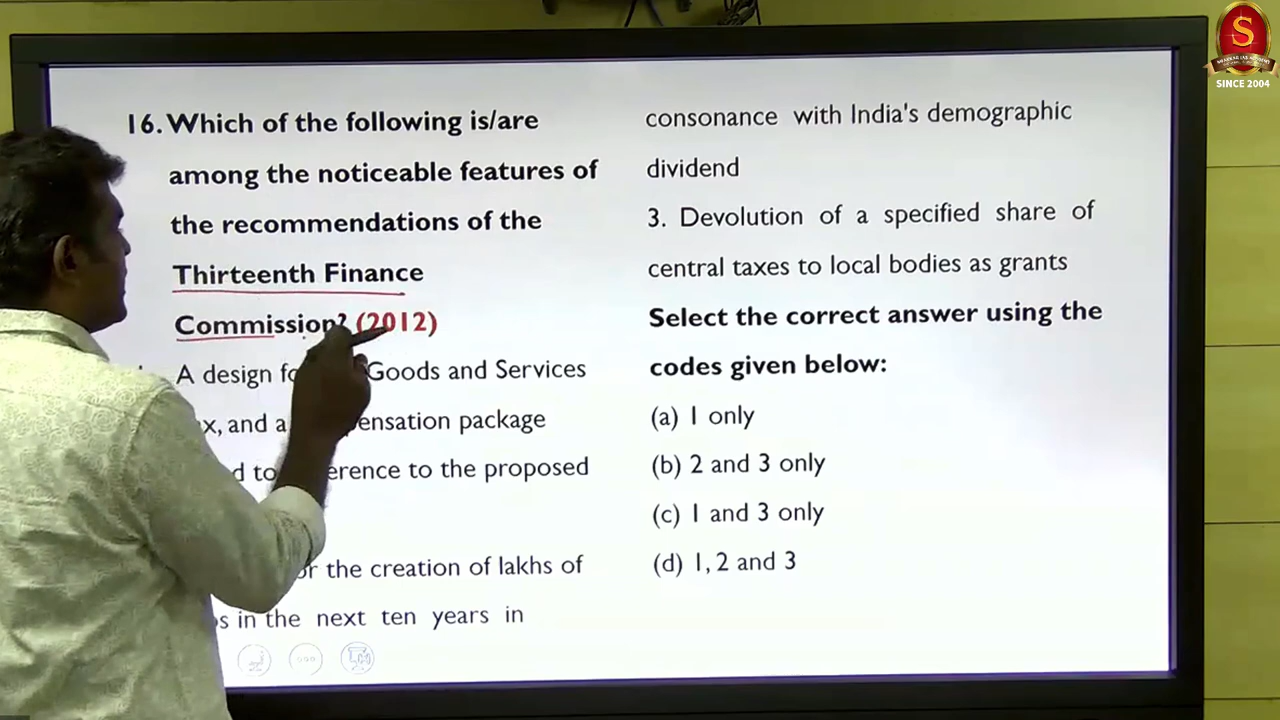 16. Which of the following is/are
among the noticeable features of
the recommendations of the
Thirteenth Finance
Commission? (2012)
A design Goods and Services
and a package
to the proposed
the creation of lakhs of
in the next ten years in
consonance with India's demographic
dividend
3. Devolution of a specified share of
central taxes to local bodies as grants
Select the correct answer using the
codes given below:
(a) 1 only
(b) 2 and 3 only
(c) 1 and 3 only
(d) 1, 2 and 3
S
SINCE 2004